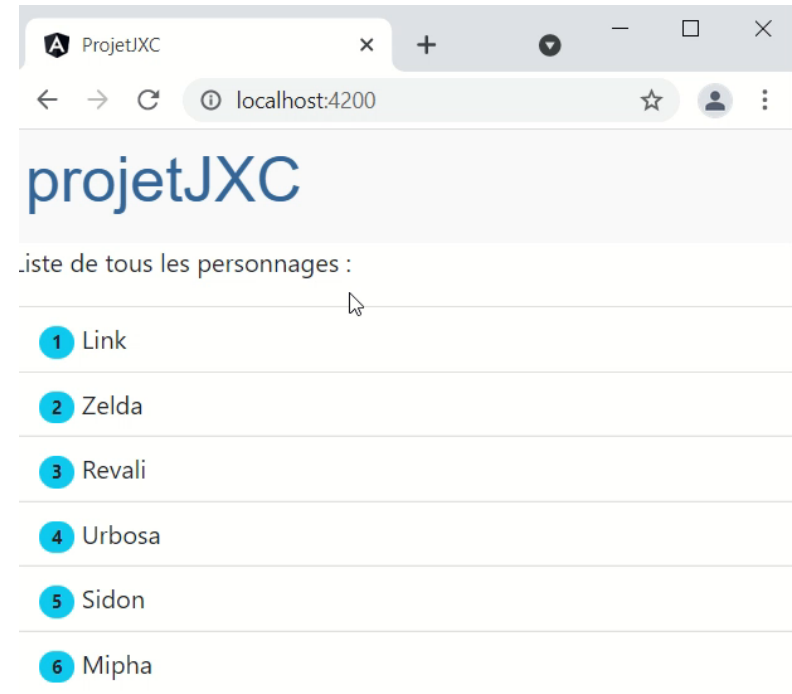 ProjetJXC
localhost:4200
projetJXC
Liste de tous les personnages :
1 Link
2 Zelda
3 Revali
4 Urbosa
5 Sidon
6 Mipha